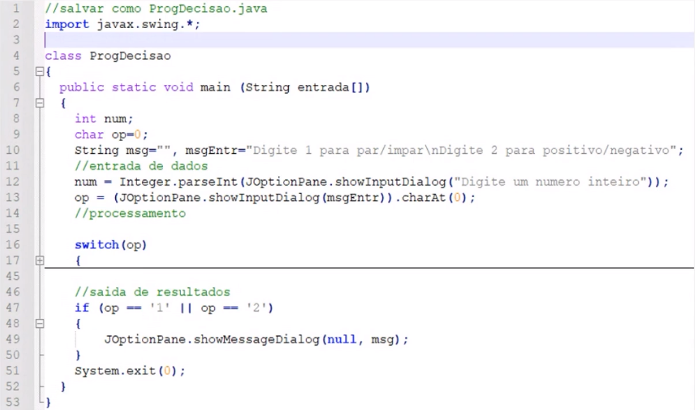 1 //salvar como ProgDecisao.java
2 import javax.swing.*;
3
4 class ProgDecisao
5 {
6 public static void main (String entrada[])
7 {
8 int num;
9 char op=0;
10 String msg="", msgEntr="Digite 1 para par/impar\nDigite 2 para positivo/negativo";
11 //entrada de dados
12 num = Integer.parseInt(JOptionPane.showInputDialog("Digite um numero inteiro"));
13 op = (JOptionPane.showInputDialog(msgEntr)).charAt(0);
14 //processamento
15
16 switch(op)
17 {
45
46 //saida de resultados
47 if (op == '1' || op == '2')
48 {
49 JOptionPane.showMessageDialog(null, msg);
50 }
51 System.exit(0);
52 }
53 }